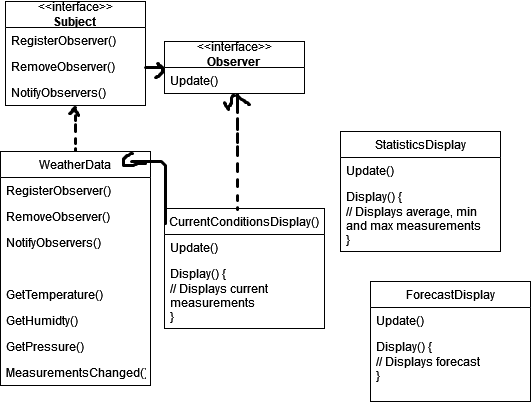 <<interface>>
Subject
RegisterObserver()
RemoveObserver()
NotifyObservers()
<<interface>>
Observer
Update()
WeatherData
RegisterObserver()
RemoveObserver()
NotifyObservers()
GetTemperature()
GetHumidty()
GetPressure()
MeasurementsChanged()
CurrentConditionsDisplay()
Update()
Display() {
// Displays current
measurements
}
StatisticsDisplay
Update()
Display() {
// Displays average, min
and max measurements
}
ForecastDisplay
Update()
Display() {
// Displays forecast
}